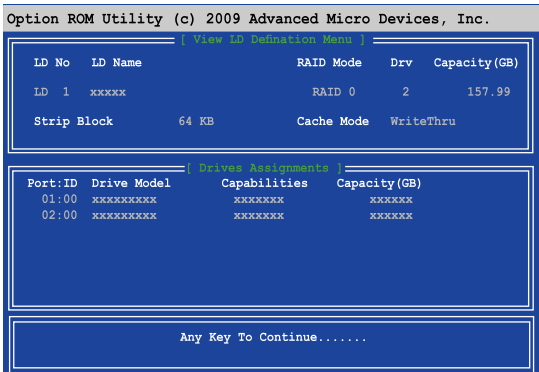 Option ROM Utility (c) 2009 Advanced Micro Devices, Inc.
[ View LD Defination Menu ]
LD No LD Name RAID Mode Drv Capacity(GB)
LD 1 xxxxx RAID 0 2 157.99
Strip Block 64 KB Cache Mode WriteThru
[ Drives Assignments ]
Port:ID Drive Model Capabilities Capacity(GB)
01:00 xxxxxxxxx xxxxxxx xxxxxx
02:00 xxxxxxxxx xxxxxxx xxxxxx
Any Key To Continue.......